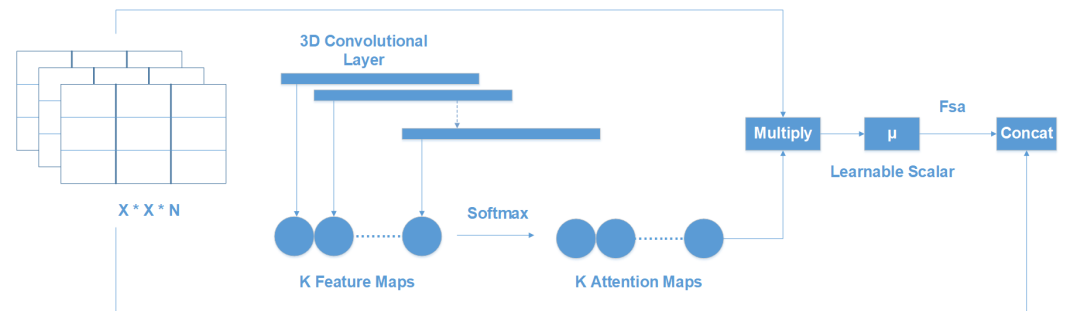 3D Convolutional
Layer
X * X * N
K Feature Maps
Softmax
K Attention Maps
Multiply
μ
Learnable Scalar
Fsa
Concat